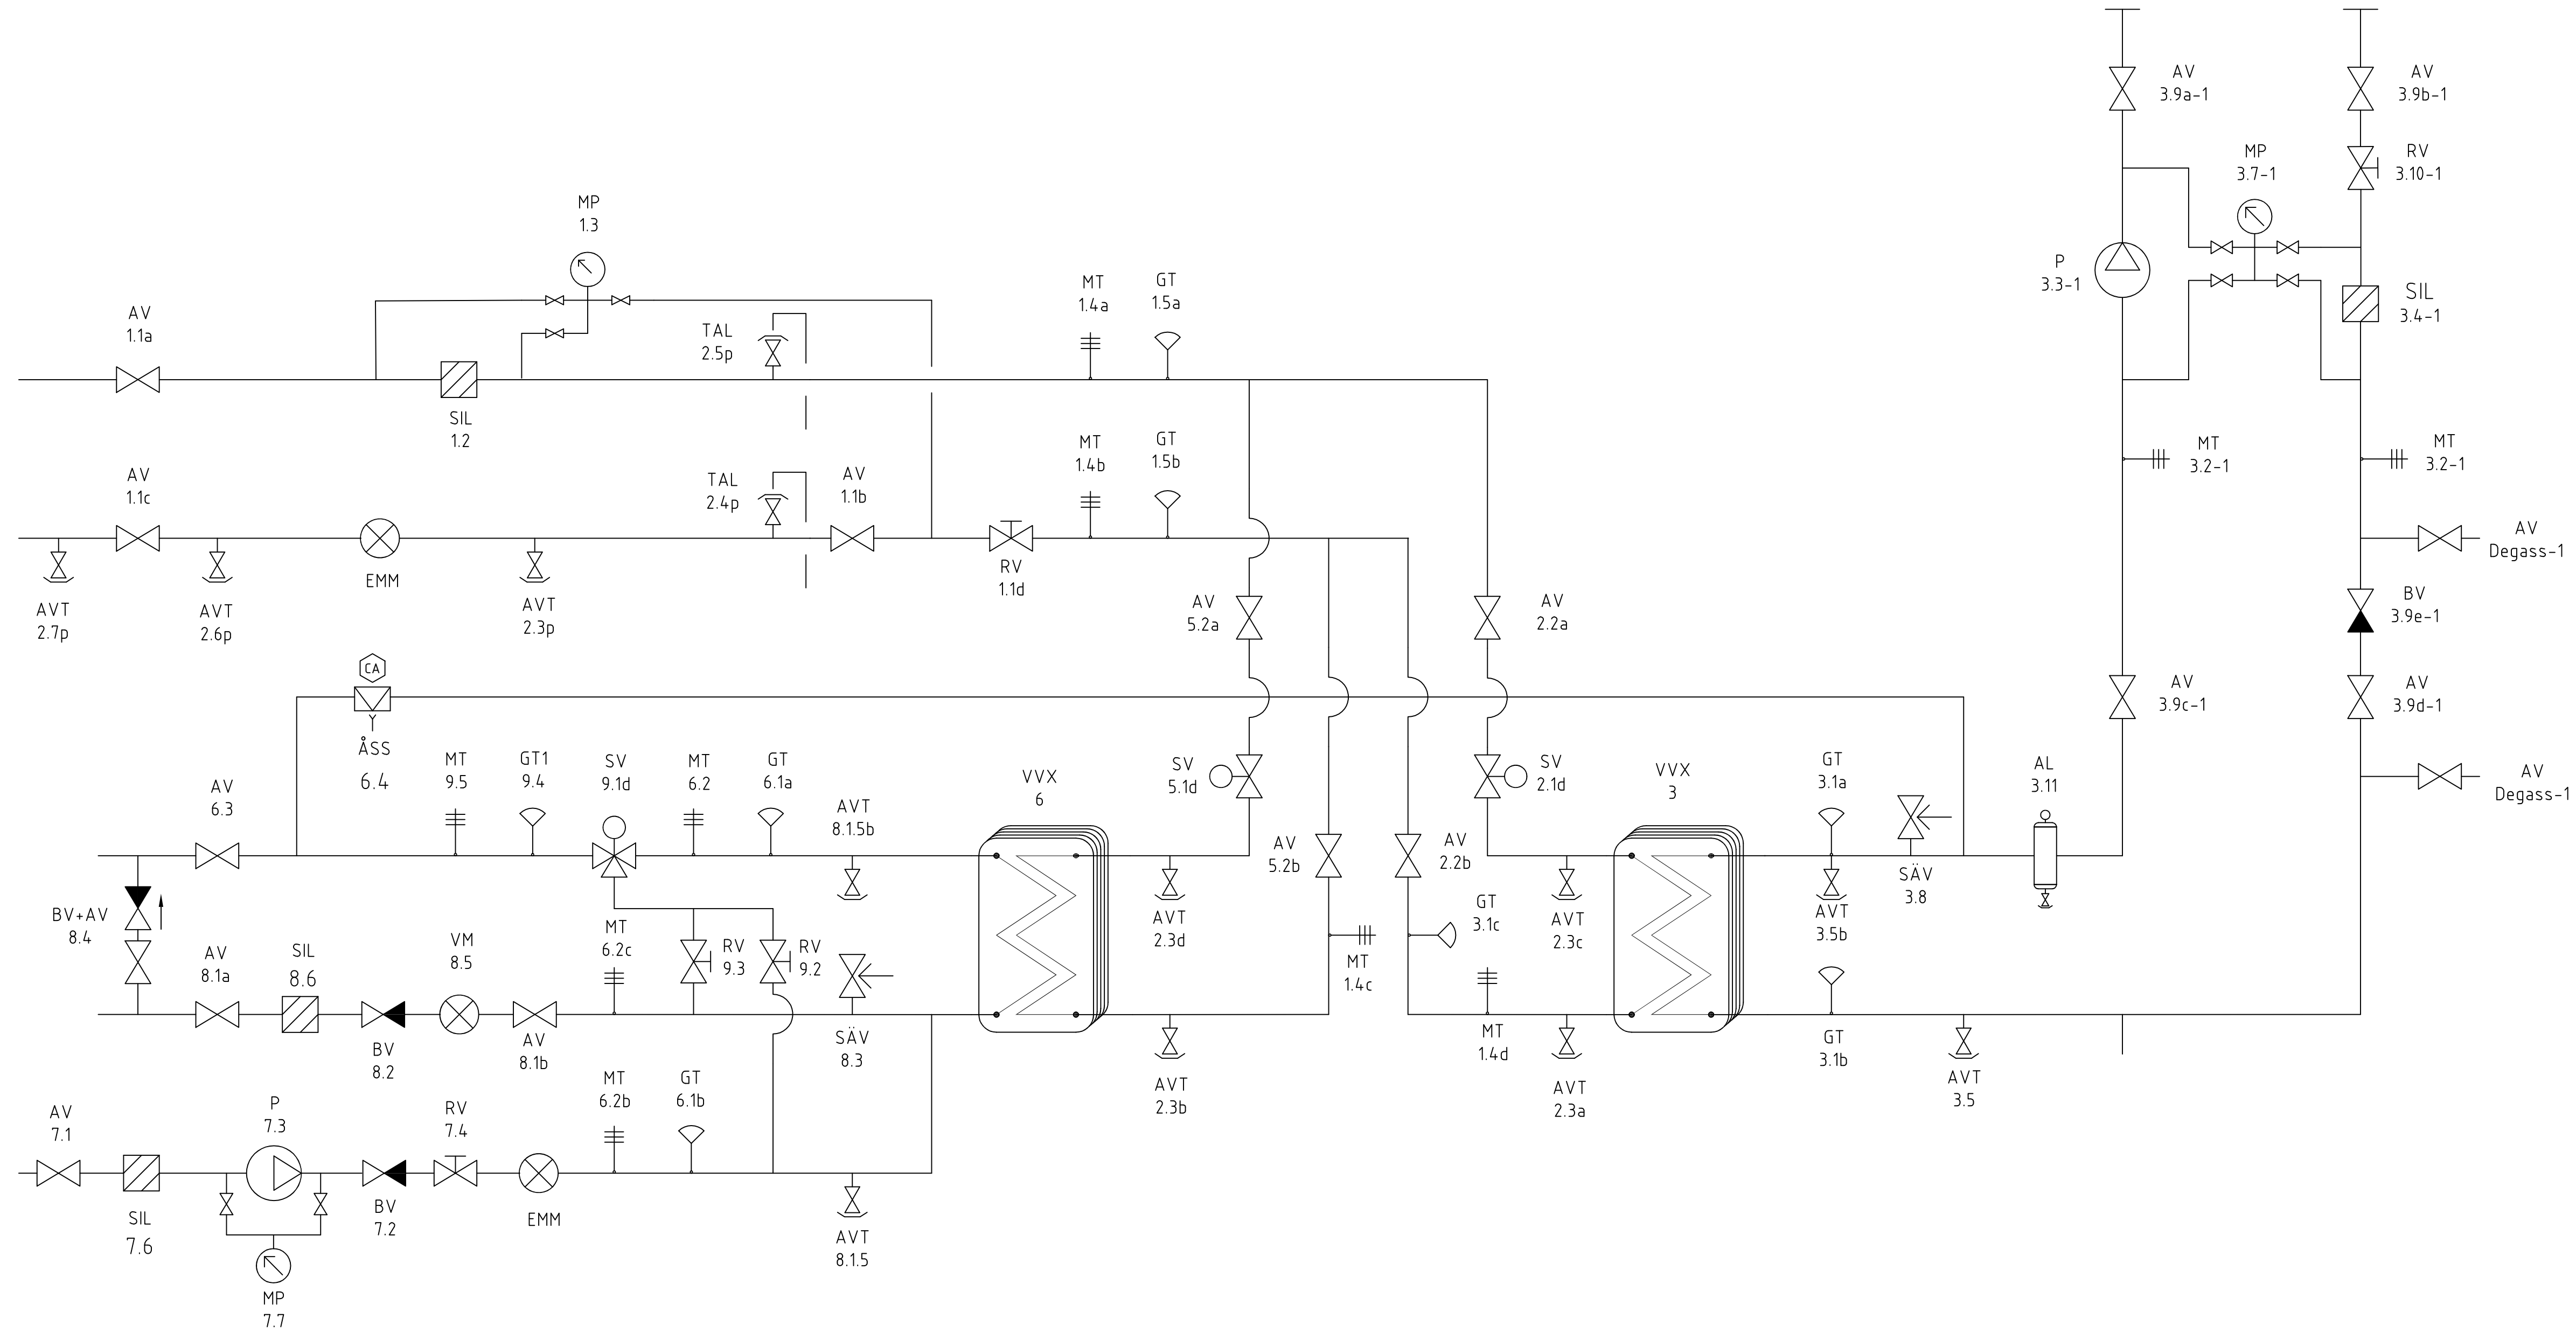 AV
3.9a-1
AV
3.9b-1
MP
3.7-1
RV
3.10-1
MP
1.3
P
3.3-1
SIL
3.4-1
AV
1.1a
TAL
2.5p
MT
1.4a
GT
1.5a
SIL
1.2
MT
3.2-1
MT
3.2-1
AV
1.1c
TAL
2.4p
AV
1.1b
MT
1.4b
GT
1.5b
AV
Degass-1
EMM
RV
1.1d
AVT
2.7p
AVT
2.6p
AVT
2.3p
AV
5.2a
AV
2.2a
BV
3.9e-1
CA
ÅSS
6.4
AV
3.9c-1
AV
3.9d-1
AV
6.3
MT
9.5
GT1
9.4
SV
9.1d
MT
6.2
GT
6.1a
AVT
8.1.5b
VVX
6
SV
5.1d
SV
2.1d
VVX
3
GT
3.1a
AL
3.11
AV
Degass-1
AV
5.2b
AV
2.2b
SÄV
3.8
BV+AV
8.4
AV
8.1a
SIL
8.6
VM
8.5
MT
6.2c
RV
9.3
RV
9.2
AVT
2.3d
MT
1.4c
GT
3.1c
AVT
2.3c
AVT
3.5b
BV
8.2
AV
8.1b
SÄV
8.3
MT
1.4d
GT
3.1b
AVT
2.3b
AVT
2.3a
AVT
3.5
AV
7.1
P
7.3
RV
7.4
MT
6.2b
GT
6.1b
SIL
7.6
BV
7.2
EMM
AVT
8.1.5
MP
7.7